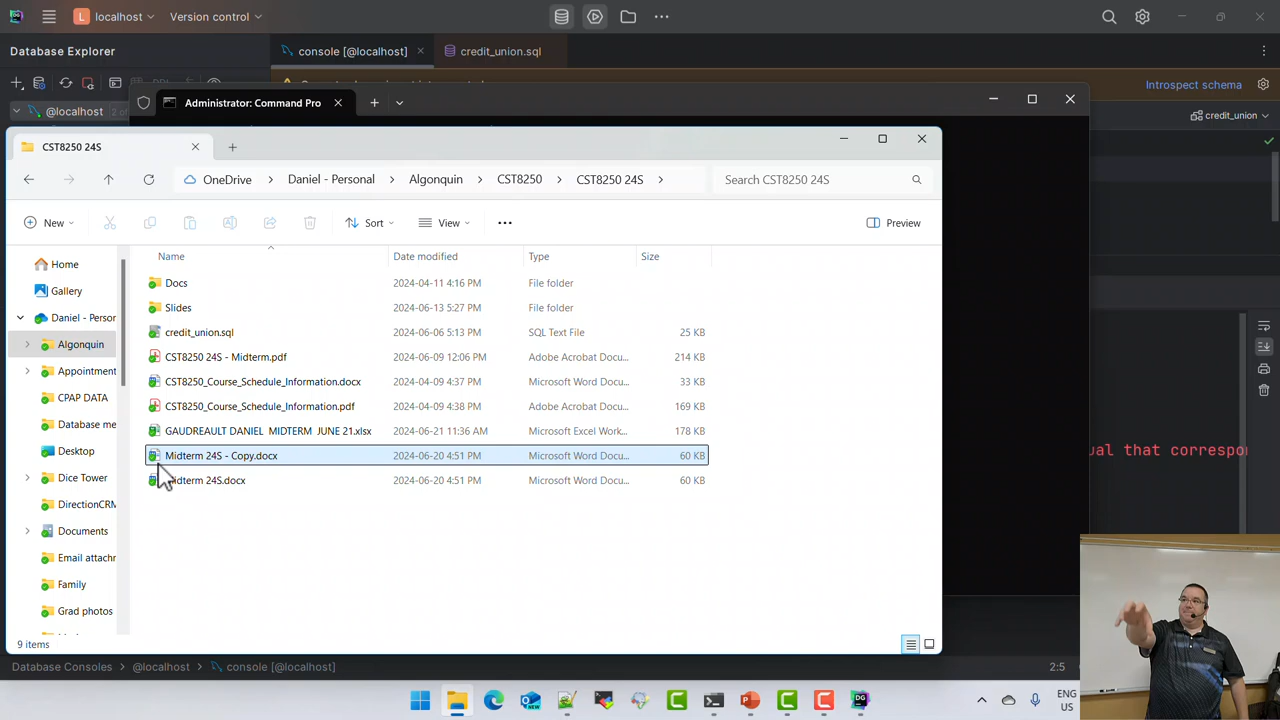 localhost
Version control
Database Explorer
console [@localhost]
credit_union.sql
Introspect schema
@localhost
Administrator: Command Pro
credit_union
CST8250 24S
OneDrive
Daniel - Personal
Algonquin
CST8250
CST8250 24S
Search CST8250 24S
New
Sort
View
Preview
Name
Date modified
Type
Size
Home
Gallery
Daniel - Persor
Algonquin
Appointment
CPAP DATA
Database me
Desktop
Dice Tower
DirectionCRM
Documents
Email attachm
Family
Grad photos
Docs 2024-04-11 4:16 PM File folder
Slides 2024-06-13 5:27 PM File folder
credit_union.sql 2024-06-06 5:13 PM SQL Text File 25 KB
CST8250 24S - Midterm.pdf 2024-06-09 12:06 PM Adobe Acrobat Docu... 214 KB
CST8250_Course_Schedule_Information.docx 2024-04-09 4:37 PM Microsoft Word Docu... 33 KB
CST8250_Course_Schedule_Information.pdf 2024-04-09 4:38 PM Adobe Acrobat Docu... 169 KB
GAUDREAULT DANIEL MIDTERM JUNE 21.xlsx 2024-06-21 11:36 AM Microsoft Excel Work... 178 KB
Midterm 24S - Copy.docx 2024-06-20 4:51 PM Microsoft Word Docu... 60 KB
dterm 24S.docx 2024-06-20 4:51 PM Microsoft Word Docu... 60 KB
ual that correspor
9 items
Database Consoles
@localhost
console [@localhost]
2:5
ENG
US